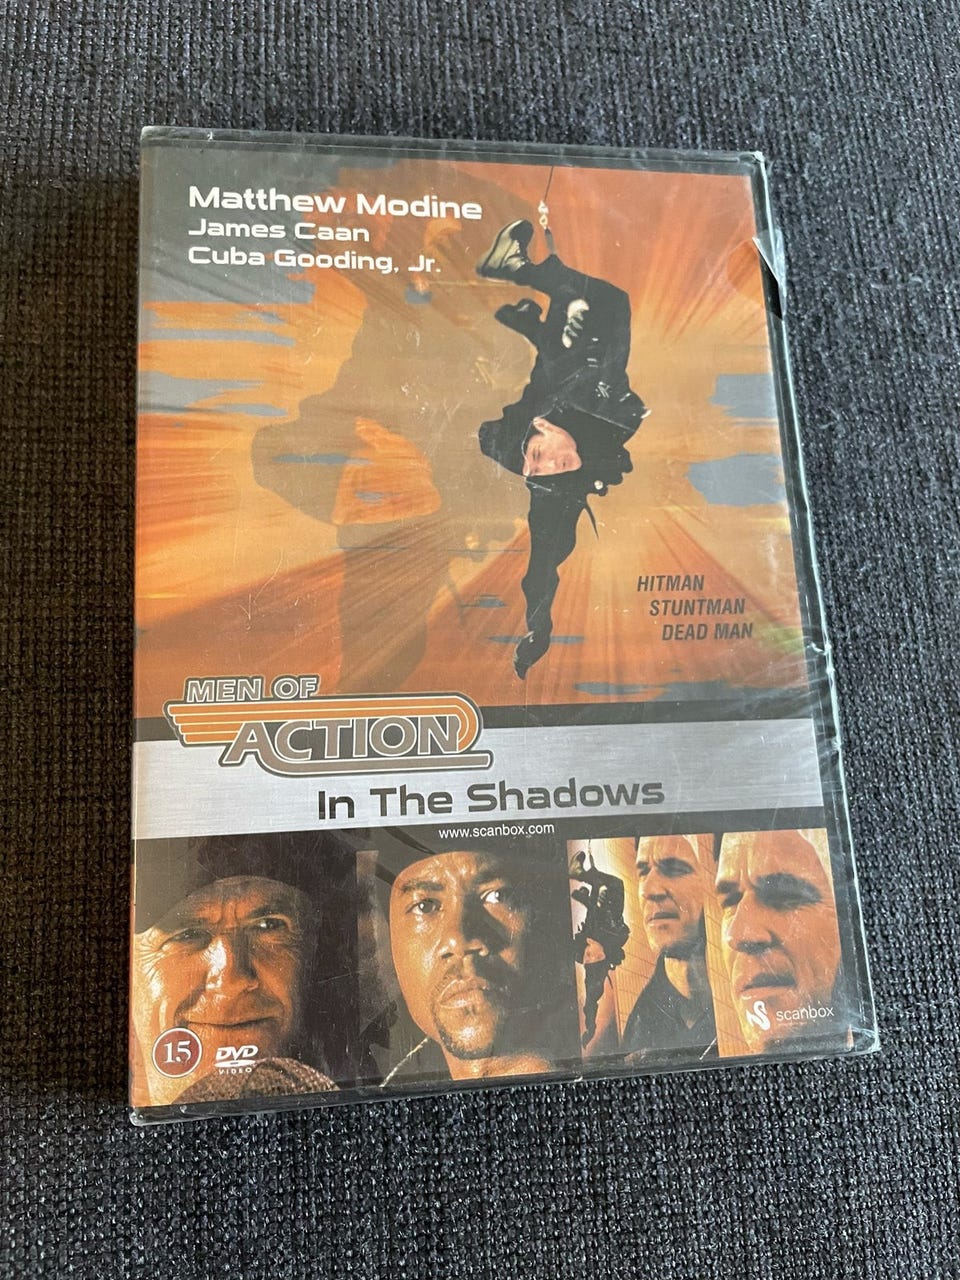 Matthew Modine
James Caan
Cuba Gooding, Jr.
HITMAN
STUNTMAN
DEAD MAN
MEN OF
ACTION
In The Shadows
www.scanbox.com
scanbox
15
DVD
VIDEO